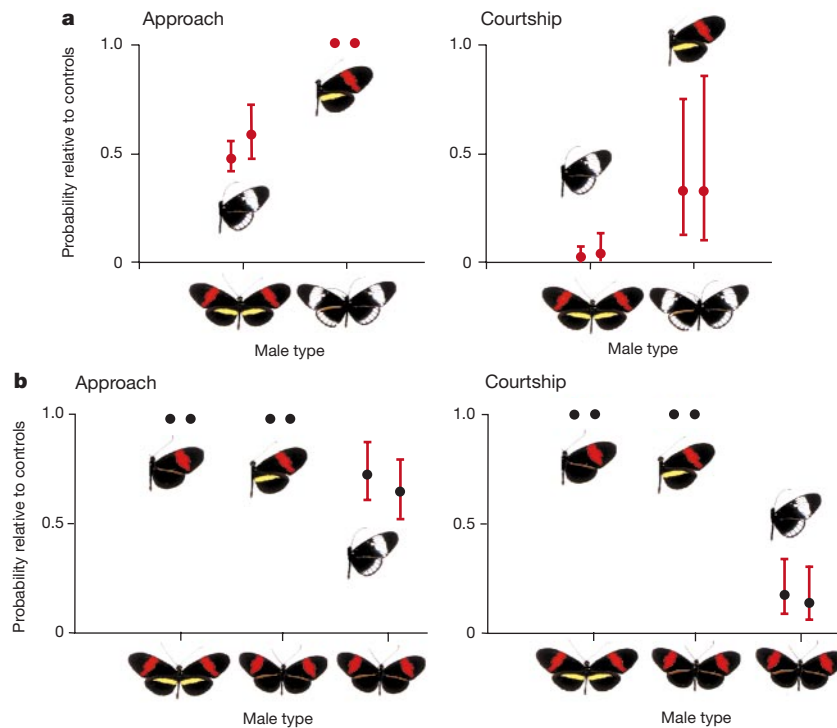 a
Approach
Courtship
Probability relative to controls
1.0
0.5
0
1.0
0.5
0
Male type
Male type
b
Approach
Courtship
Probability relative to controls
1.0
0.5
0
1.0
0.5
0
Male type
Male type